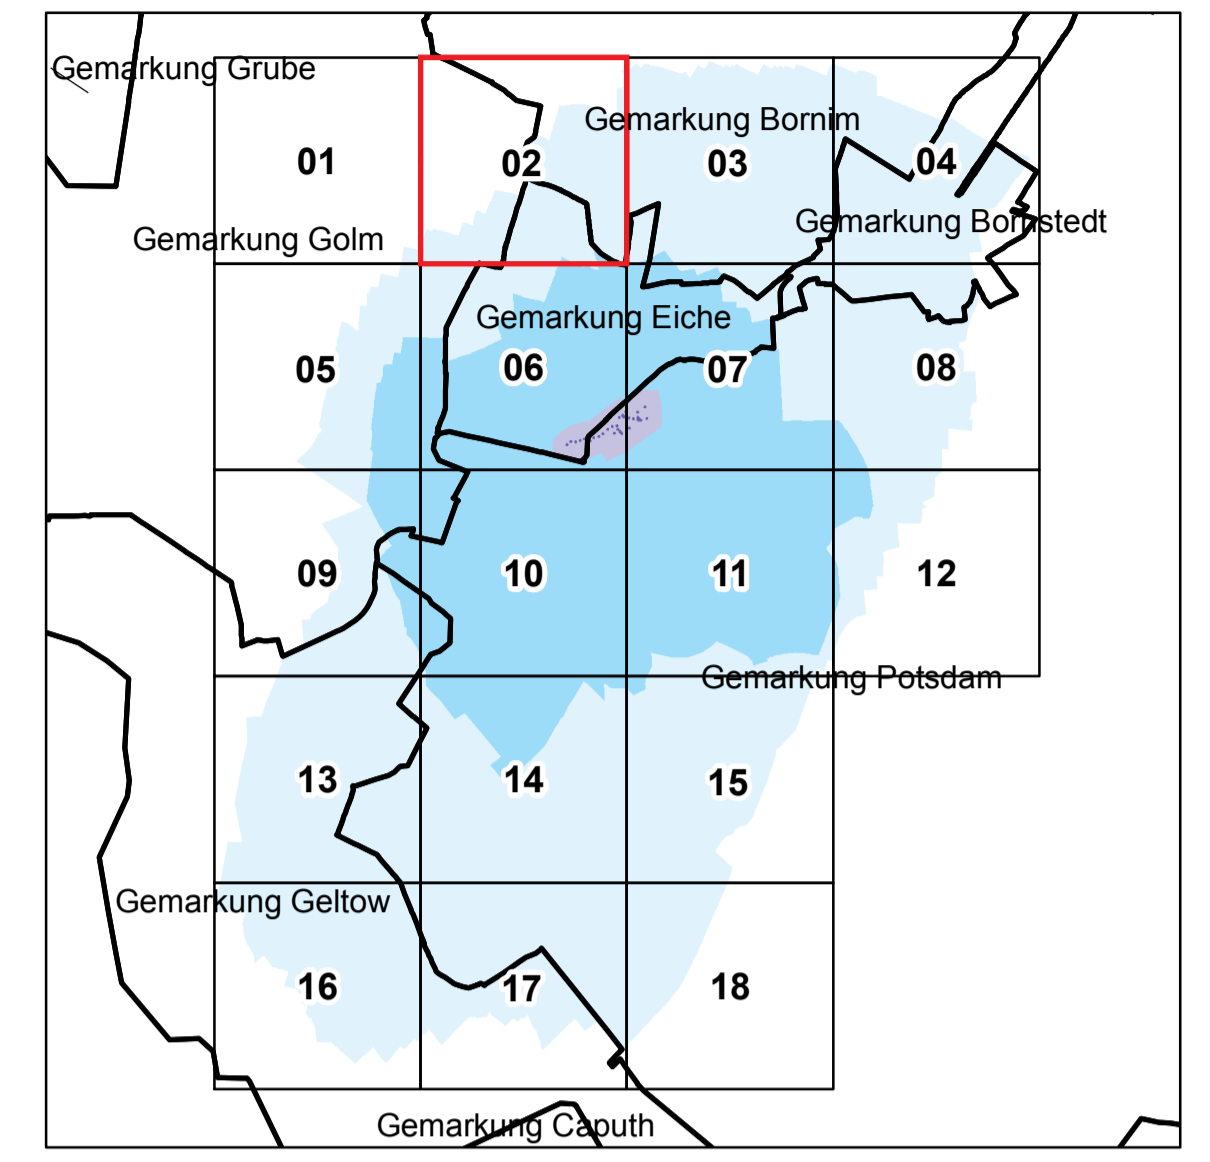 Gemarkung Grube
Gemarkung Bornim
01
02
03
04
Gemarkung Bornstedt
Gemarkung Golm
Gemarkung Eiche
05
06
07
08
09
10
11
12
Gemarkung Potsdam
13
14
15
Gemarkung Geltow
16
17
18
Gemarkung Caputh